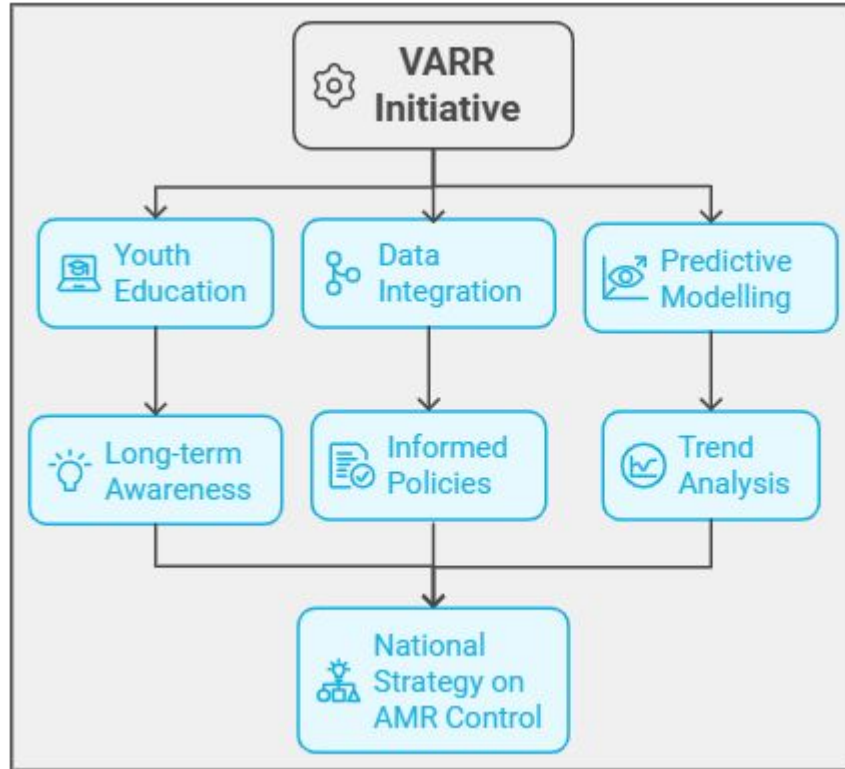 VARR
Initiative
Youth
Education
Data
Integration
Predictive
Modelling
Long-term
Awareness
Informed
Policies
Trend
Analysis
National
Strategy on
AMR Control